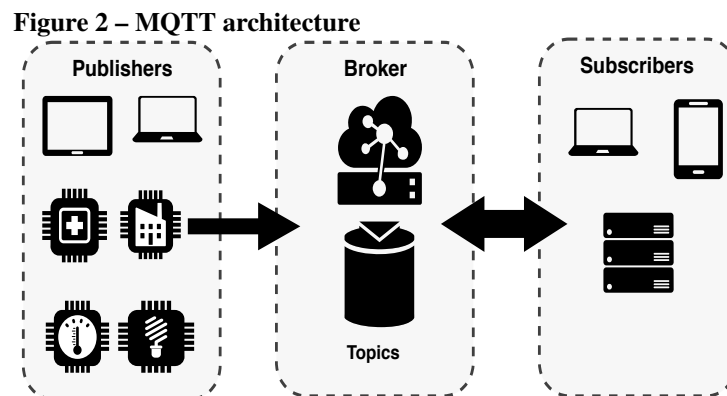 Figure 2 – MQTT architecture
Publishers
Broker
Subscribers
Topics